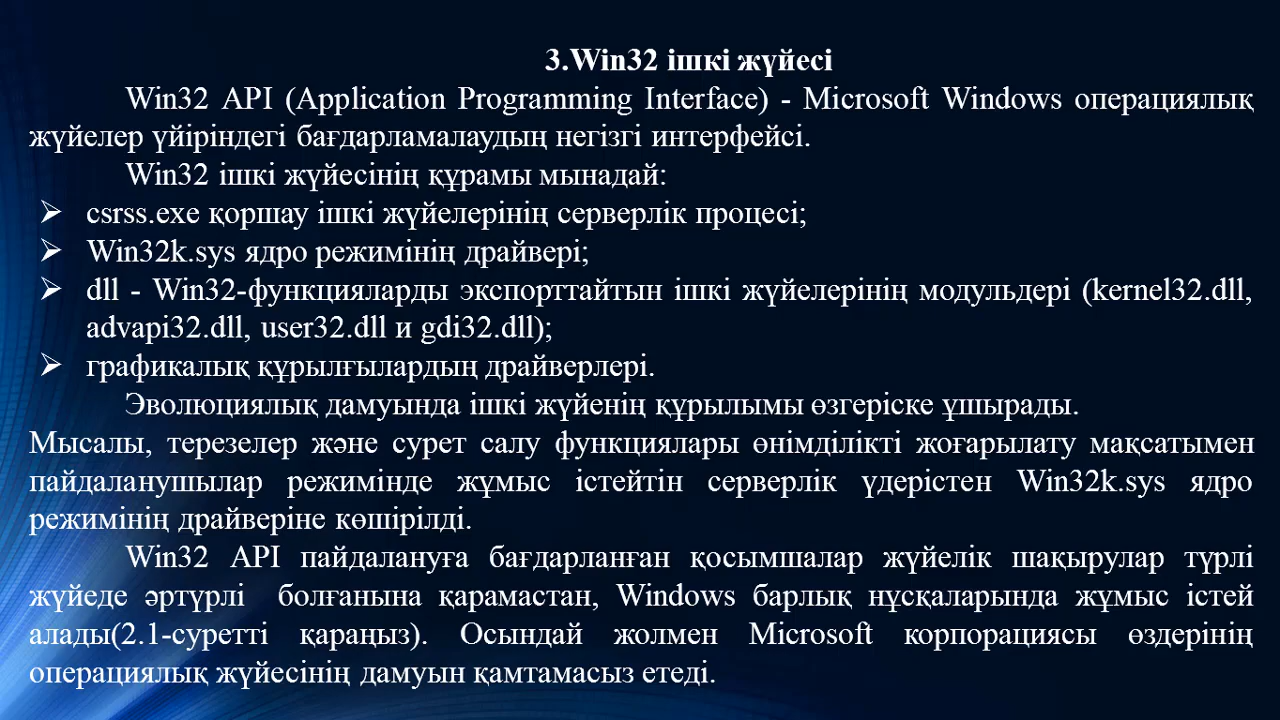 3.Win32 ішкі жүйесі
Win32 API (Application Programming Interface) - Microsoft Windows операциялық
жүйелер үйіріндегі бағдарламалаудың негізгі интерфейсі.
Win32 ішкі жүйесінің құрамы мынадай:
➢ csrss.exe қоршау ішкі жүйелерінің серверлік процесі;
➢ Win32k.sys ядро режимінің драйвері;
➢ dll - Win32-функцияларды экспорттайтын ішкі жүйелерінің модульдері (kernel32.dll,
advapi32.dll, user32.dll и gdi32.dll);
➢ графикалық құрылғылардың драйверлері.
Эволюциялық дамуында ішкі жүйенің құрылымы өзгеріске ұшырады.
Мысалы, терезелер және сурет салу функциялары өнімділікті жоғарылату мақсатымен
пайдаланушылар режимінде жұмыс істейтін серверлік үдерістен Win32k.sys ядро
режимінің драйверіне көшірілді.
Win32 API пайдалануға бағдарланған қосымшалар жүйелік шақырулар түрлі
жүйеде әртүрлі болғанына қарамастан, Windows барлық нұсқаларында жұмыс істей
алады(2.1-суретті қараңыз). Осындай жолмен Microsoft корпорациясы өздерінің
операциялық жүйесінің дамуын қамтамасыз етеді.